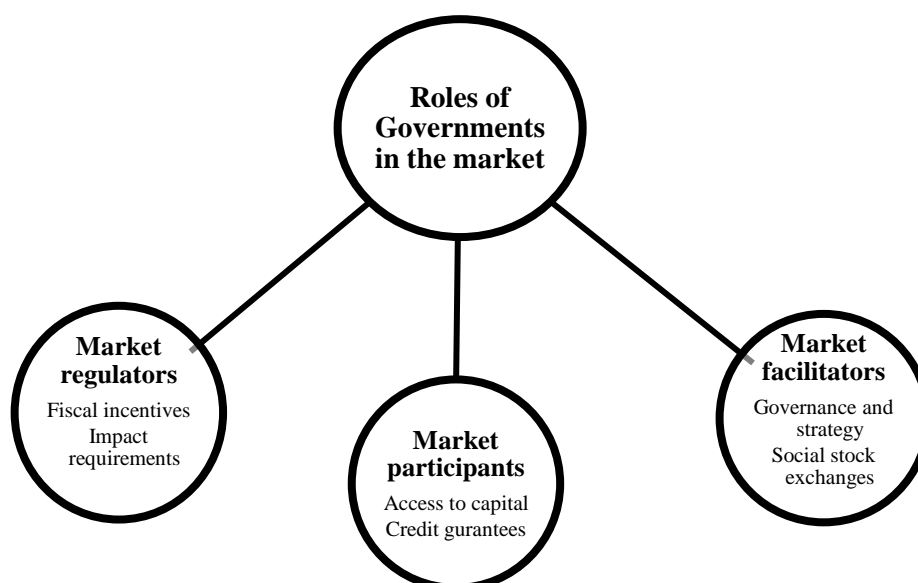 Roles of
Governments
in the market
Market
regulators
Fiscal incentives
Impact
requirements
Market
participants
Access to capital
Credit gurantees
Market
facilitators
Governance and
strategy
Social stock
exchanges